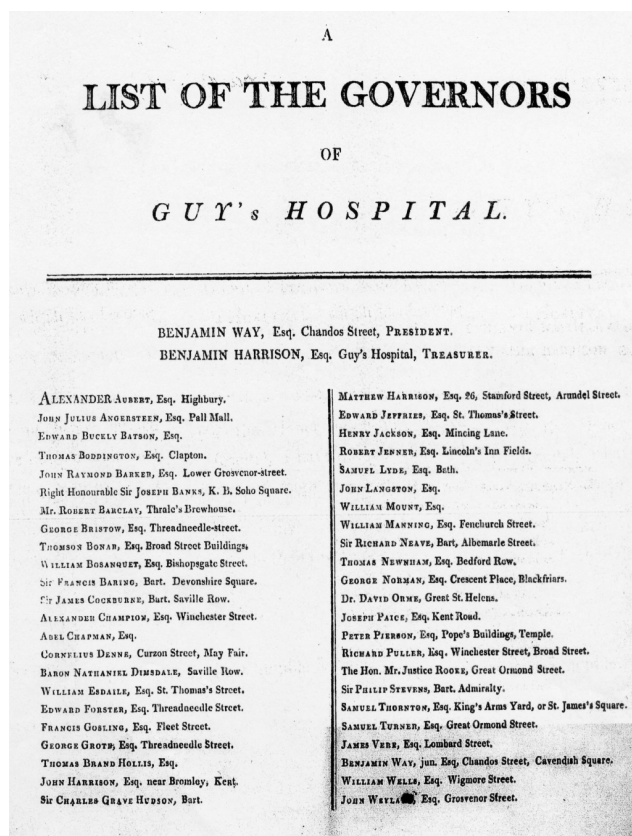 A
LIST OF THE GOVERNORS
OF
GUY's HOSPITAL.
BENJAMIN WAY, Esq. Chandos Street, PRESIDENT.
BENJAMIN HARRISON, Esq. Guy's Hospital, TREASURER.
ALEXANDER AUBERT, Esq. Highbury.
JOHN JULIUS ANGERSTEEN, Esq. Pall Mall.
EDWARD BUCKLY BATSON, Esq.
THOMAS BODDINGTON, Esq. Clapton.
JOHN RAYMOND BARKER, Esq. Lower Grosvenor-street.
Right Honourable Sir JOSEPH BANKS, K. B. Soho Square.
Mr. ROBERT BARCLAY, Thrale's Brewhouse.
GEORGE BRISTOW, Esq. Threadneedle-street.
THOMSON BONAR, Esq. Broad Street Buildings.
WILLIAM BOSANQUET, Esq. Bishopsgate Street.
Sir FRANCIS BARING, Bart. Devonshire Square.
Sir JAMES COCKBURNE, Bart. Saville Row.
ALEXANDER CHAMPION, Esq. Winchester Street.
ABEL CHAPMAN, Esq.
CORNELIUS DENNE, Curzon Street, May Fair.
BARON NATHANIEL DIMSDALE, Saville Row.
WILLIAM ESDAILE, Esq. St. Thomas's Street.
EDWARD FORSTER, Esq. Threadneedle Street.
FRANCIS GOSLING, Esq. Fleet Street.
GEORGE GROTE, Esq. Threadneedle Street.
THOMAS BRAND HOLLIS, Esq.
JOHN HARRISON, Esq. near Bromley, Kent.
Sir CHARLES GRAVE HUDSON, Bart.
MATTHEW HARRISON, Esq. 26, Stamford Street, Arundel Street.
EDWARD JEFFRIES, Esq. St. Thomas's Street.
HENRY JACKSON, Esq. Mincing Lane.
ROBERT JENNER, Esq. Lincoln's Inn Fields.
SAMUEL LYDE, Esq. Bath.
JOHN LANGSTON, Esq.
WILLIAM MOUNT, Esq.
WILLIAM MANNING, Esq. Fenchurch Street.
Sir RICHARD NEAVE, Bart, Albemarle Street.
THOMAS NEWNHAM, Esq. Bedford Row.
GEORGE NORMAN, Esq. Crescent Place, Blackfriars.
Dr. DAVID ORME, Great St. Helens.
JOSEPH PAICE, Esq. Kent Road.
PETER PIERSON, Esq, Pope's Buildings, Temple.
RICHARD PULLER, Esq. Winchester Street, Broad Street.
The Hon. Mr. Justice ROOKE, Great Ormond Street.
Sir PHILIP STEVENS, Bart. Admiralty.
SAMUEL THORNTON, Esq. King's Arms Yard, or St. James's Square.
SAMUEL TURNER, Esq. Great Ormond Street.
JAMES VERE, Esq. Lombard Street.
BENJAMIN WAY, jun. Esq. Chandos Street, Cavendish Square.
WILLIAM WELLS, Esq. Wigmore Street.
JOHN Esq. Grosvenor Street.